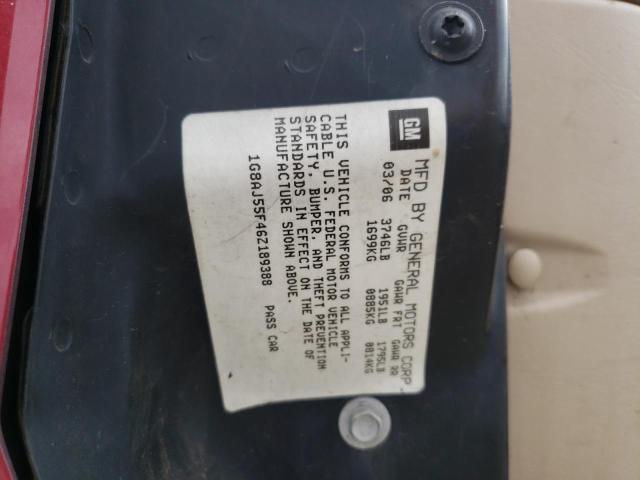 GM MFD BY GENERAL MOTORS CORP.
DATE GVWR GAWR FRT GAWR RR
03/06 3746LB 1951LB 1795LB
1699KG 0885KG 0814KG
THIS VEHICLE CONFORMS TO ALL APPLI-
CABLE U.S. FEDERAL MOTOR VEHICLE
SAFETY, BUMPER, AND THEFT PREVENTION
STANDARDS IN EFFECT ON THE DATE OF
MANUFACTURE SHOWN ABOVE.
1G8AJ55F46Z189388 PASS CAR